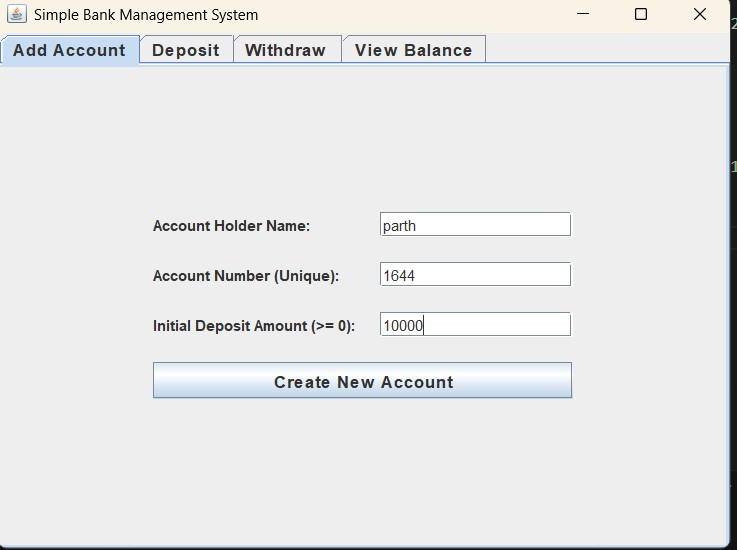 Simple Bank Management System
Add Account Deposit Withdraw View Balance
Account Holder Name: parth
Account Number (Unique): 1644
Initial Deposit Amount (>= 0): 10000
Create New Account